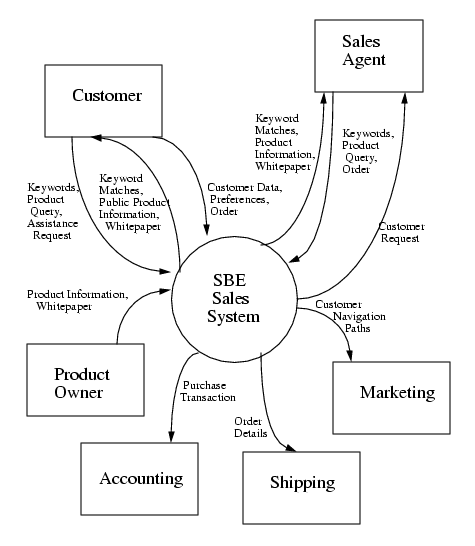 Sales
Agent
Customer
Keyword
Matches,
Product
Information,
Whitepaper
Keywords,
Product
Query,
Order
Keywords,
Product
Query,
Assistance
Request
Keyword
Matches,
Public Product
Information,
Whitepaper
Customer Data,
Preferences,
Order
Customer
Request
SBE
Sales
System
Product Information,
Whitepaper
Customer
Navigation
Paths
Product
Owner
Purchase
Transaction
Marketing
Order
Details
Accounting
Shipping